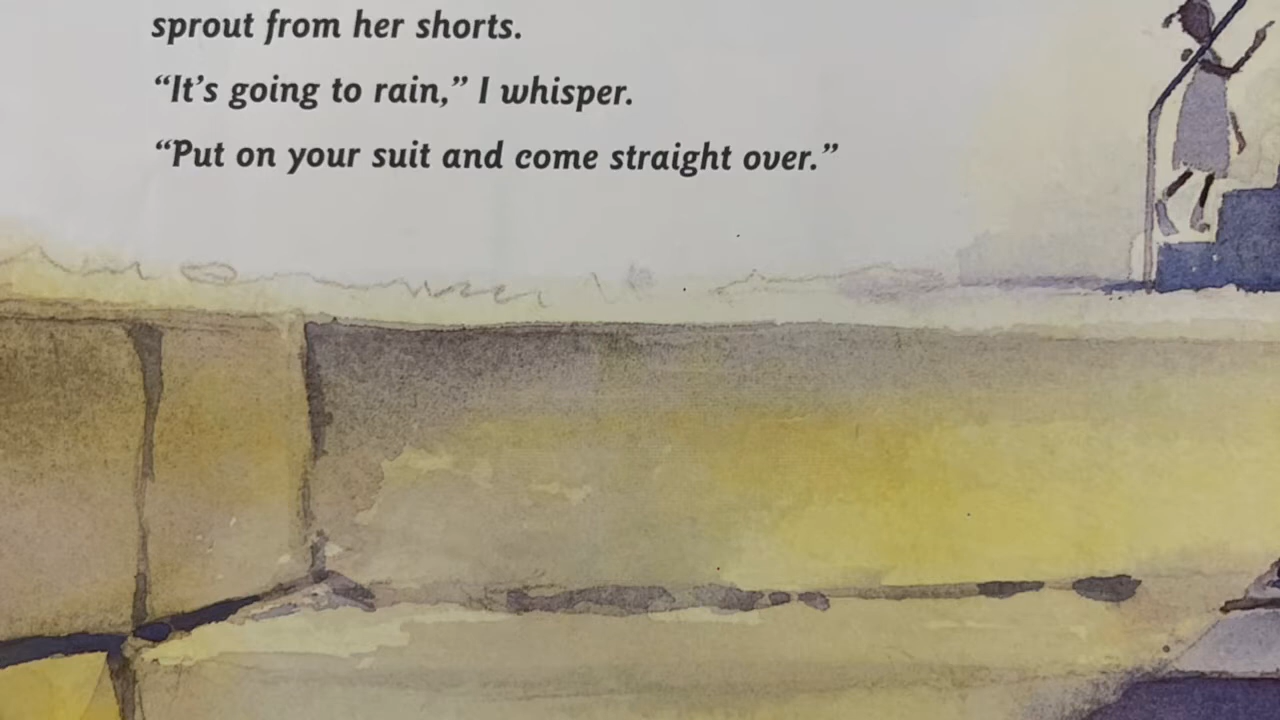 sprout from her shorts.
“It’s going to rain,” I whisper.
“Put on your suit and come straight over.”